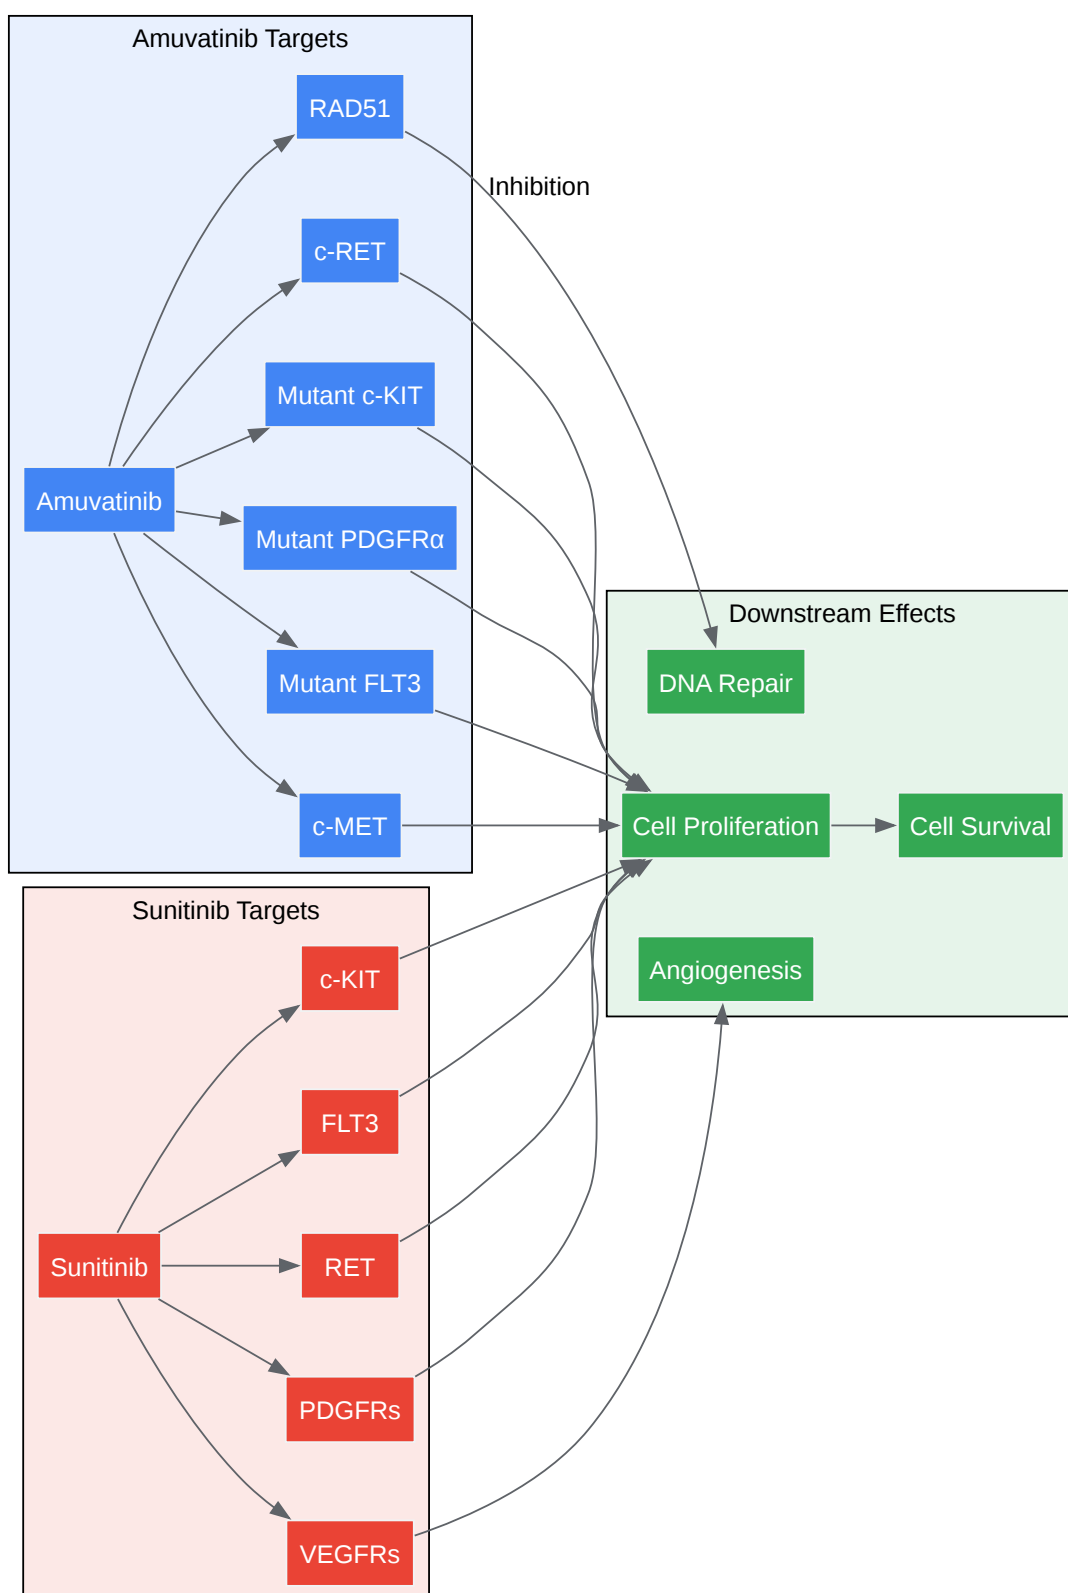 Amuvatinib Targets
RAD51
Inhibition
c-RET
Mutant c-KIT
Amuvatinib
Mutant PDGFRα
Mutant FLT3
c-MET
Downstream Effects
DNA Repair
Cell Proliferation
Cell Survival
Angiogenesis
Sunitinib Targets
c-KIT
FLT3
Sunitinib
RET
PDGFRs
VEGFRs